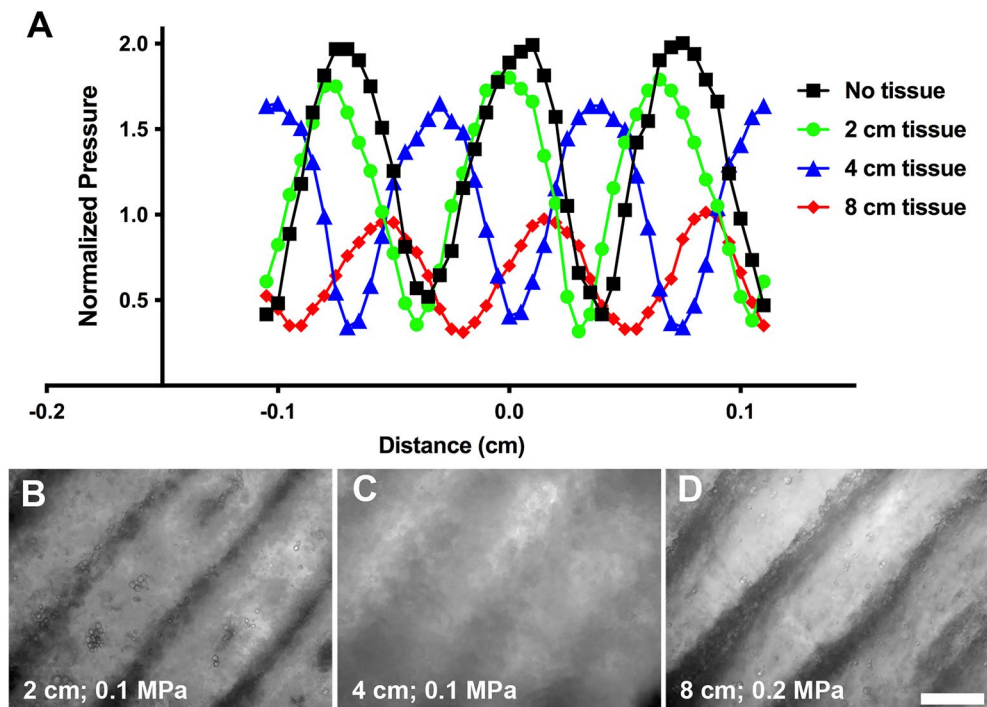 A
Normalized Pressure
2.0
1.5
1.0
0.5
-0.2
-0.1
0.0
0.1
Distance (cm)
No tissue
2 cm tissue
4 cm tissue
8 cm tissue
B
2 cm; 0.1 MPa
C
4 cm; 0.1 MPa
D
8 cm; 0.2 MPa